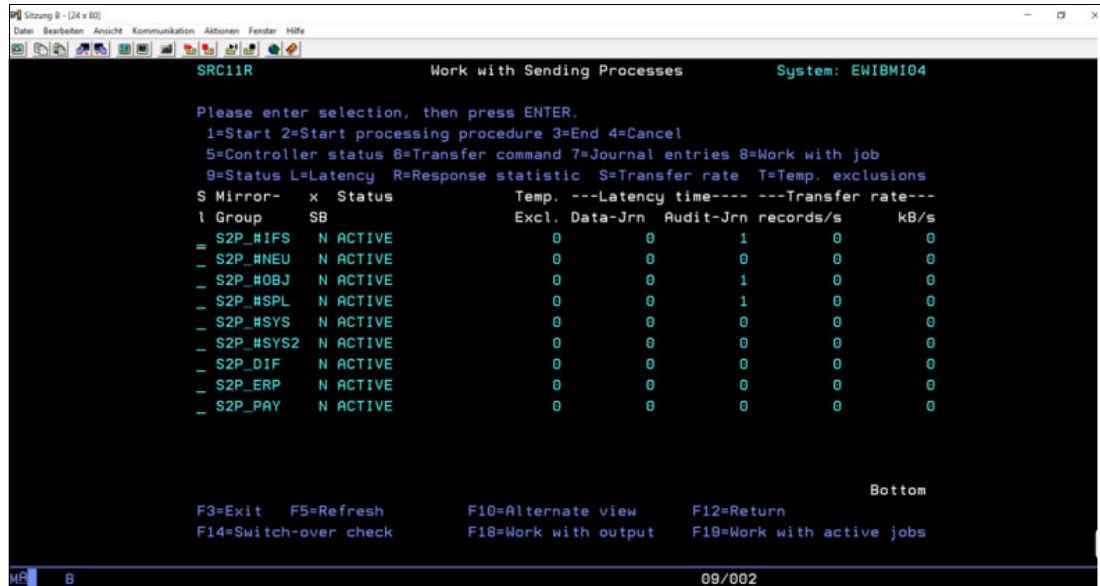 Sitzung B - [24 x 80]
Datei Bearbeiten Ansicht Kommunikation Aktionen Fenster Hilfe
SRC11R Work with Sending Processes System: EWIBMI04
Please enter selection, then press ENTER.
1=Start 2=Start processing procedure 3=End 4=Cancel
5=Controller status 6=Transfer command 7=Journal entries 8=Work with job
9=Status L=Latency R=Response statistic S=Transfer rate T=Temp. exclusions
S Mirror- x Status Temp. ---Latency time---- ---Transfer rate---
l Group SB Excl. Data-Jrn Audit-Jrn records/s kB/s
_ S2P_#IFS N ACTIVE 0 0 1 0 0
_ S2P_#NEU N ACTIVE 0 0 0 0 0
_ S2P_#OBJ N ACTIVE 0 0 1 0 0
_ S2P_#SPL N ACTIVE 0 0 1 0 0
_ S2P_#SYS N ACTIVE 0 0 0 0 0
_ S2P_#SYS2 N ACTIVE 0 0 0 0 0
_ S2P_DIF N ACTIVE 0 0 0 0 0
_ S2P_ERP N ACTIVE 0 0 0 0 0
_ S2P_PAY N ACTIVE 0 0 0 0 0
Bottom
F3=Exit F5=Refresh F10=Alternate view F12=Return
F14=Switch-over check F18=Work with output F19=Work with active jobs
MA B 09/002